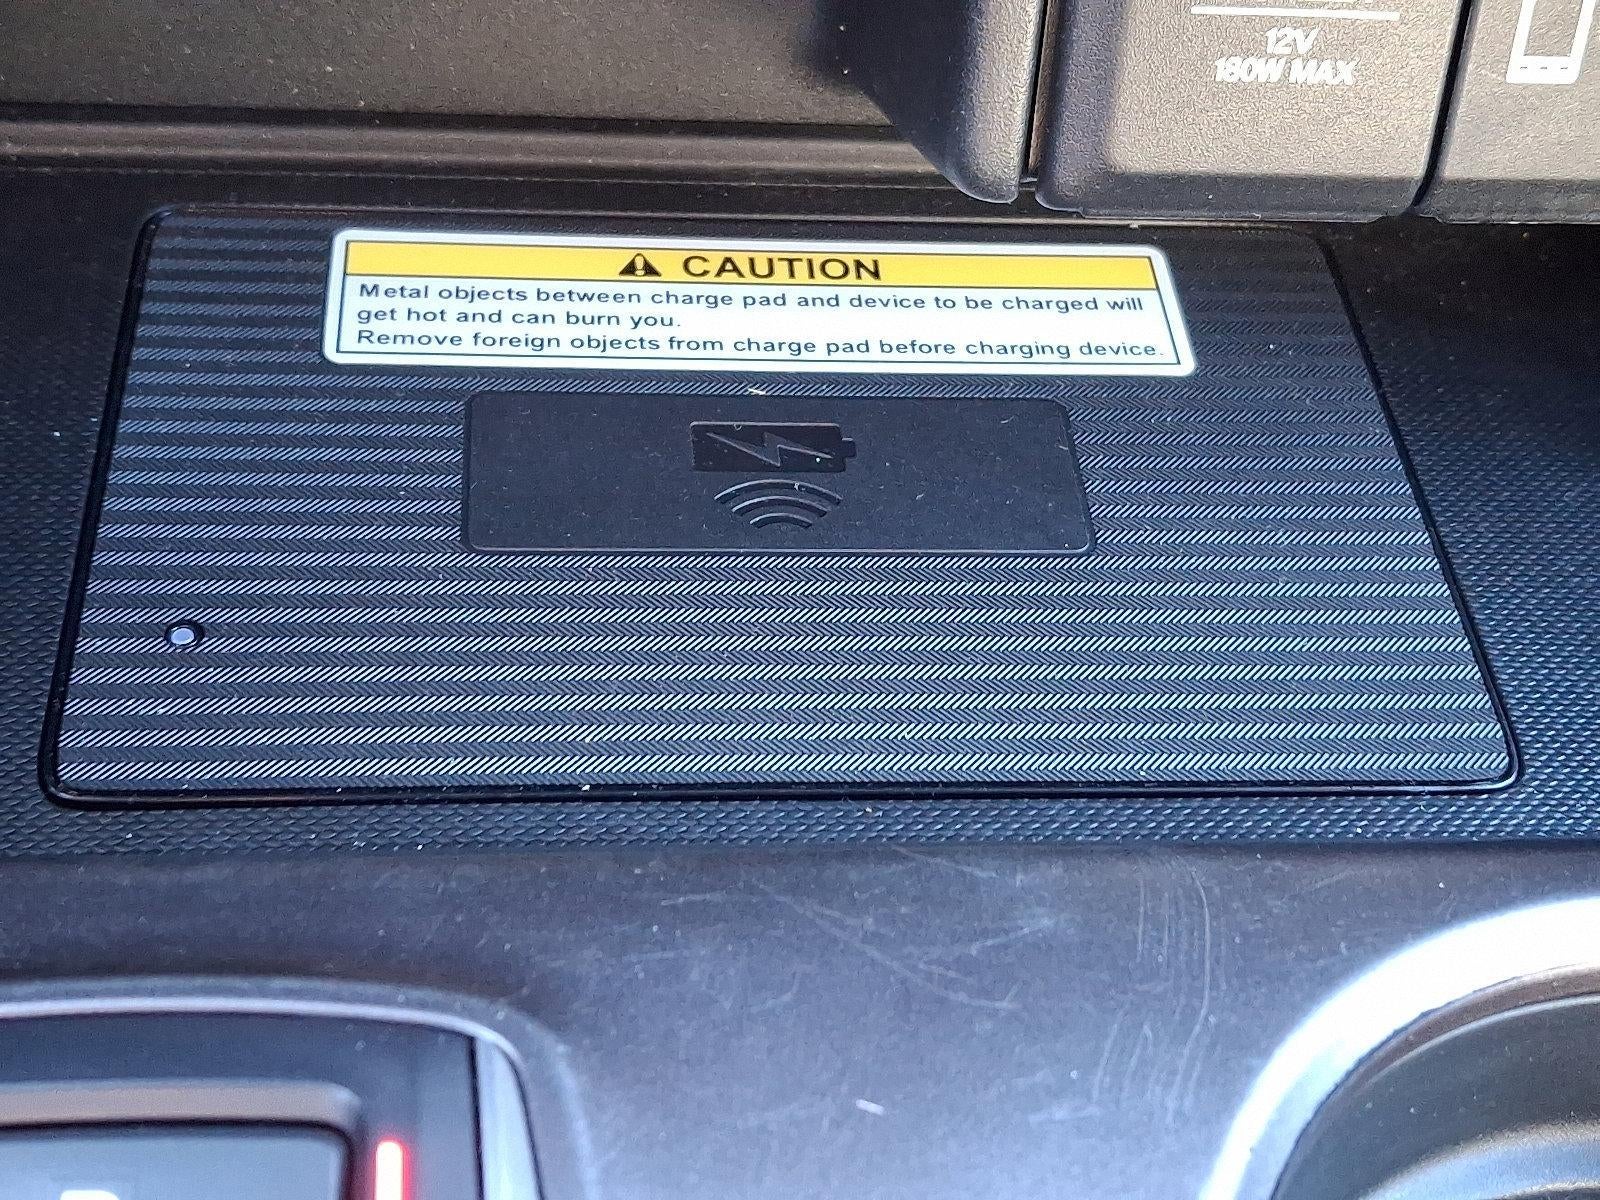 12V
180W MAX
CAUTION
Metal objects between charge pad and device to be charged will
get hot and can burn you.
Remove foreign objects from charge pad before charging device.